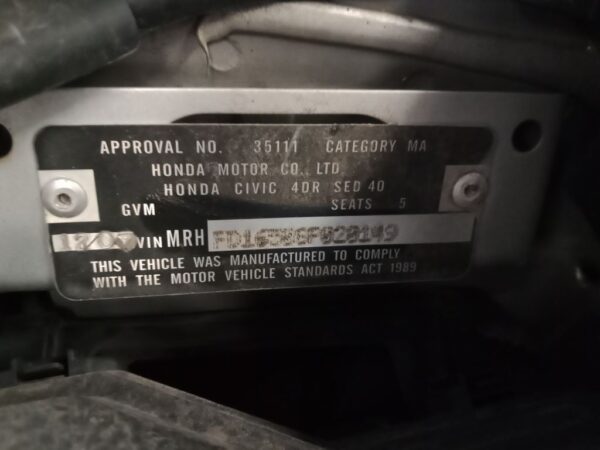 APPROVAL NO. 35111 CATEGORY MA
HONDA MOTOR CO., LTD
HONDA CIVIC 4DR SED 4D
GVM SEATS 5
VIN MRH
THIS VEHICLE WAS MANUFACTURED TO COMPLY
WITH THE MOTOR VEHICLE STANDARDS ACT 1989